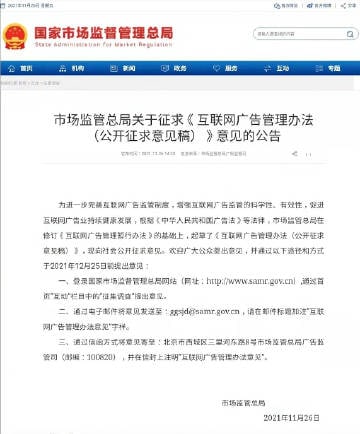 2021年11月26日 星期五
国家市场监督管理总局
State Administration for Market Regulation
首页 机构 新闻 政务 服务 互动 专题
市场监管总局关于征求《互联网广告管理办法
（公开征求意见稿）》意见的公告
为进一步完善互联网广告监管制度，增强互联网广告监管的科学性、有效性，促进
互联网广告业持续健康发展，根据《中华人民共和国广告法》等法律，市场监管总局在
修订《互联网广告管理暂行办法》的基础上，起草了《互联网广告管理办法（公开征求
意见稿）》，现向社会公开征求意见。欢迎广大公众提出意见，并通过以下途径和方式
于2021年12月25日前提出意见：
一、登录国家市场监督管理总局网站（网址：http://www.samr.gov.cn），通过首
页“互动”栏目中的“征集调查”提出意见。
二、通过电子邮件将意见发送至：ggsjd@samr.gov.cn，请在邮件标题加注“互联
网广告管理办法意见”字样。
三、通过信函方式将意见寄至：北京市西城区三里河东路8号市场监管总局广告监
管司（邮编：100820），并在信封上注明“互联网广告管理办法意见”。
市场监管总局
2021年11月26日